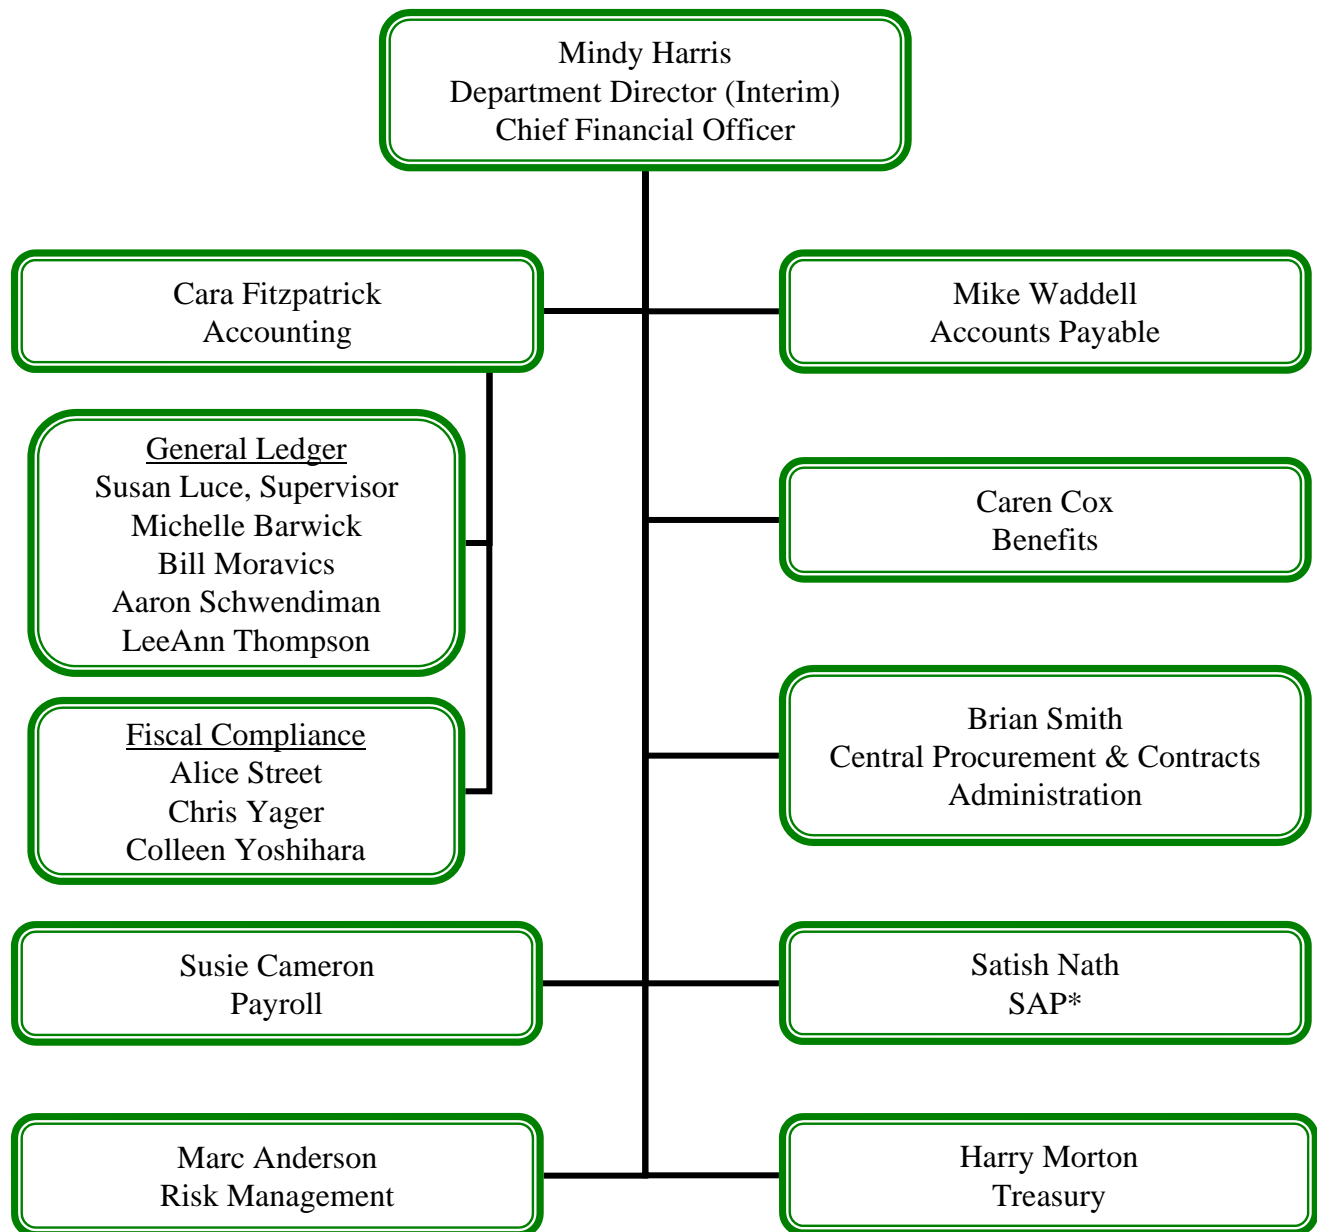 Mindy Harris
Department Director (Interim)
Chief Financial Officer
Cara Fitzpatrick
Accounting
Mike Waddell
Accounts Payable
General Ledger
Susan Luce, Supervisor
Michelle Barwick
Bill Moravics
Aaron Schwendiman
LeeAnn Thompson
Caren Cox
Benefits
Fiscal Compliance
Alice Street
Chris Yager
Colleen Yoshihara
Brian Smith
Central Procurement & Contracts
Administration
Susie Cameron
Payroll
Satish Nath
SAP*
Marc Anderson
Risk Management
Harry Morton
Treasury